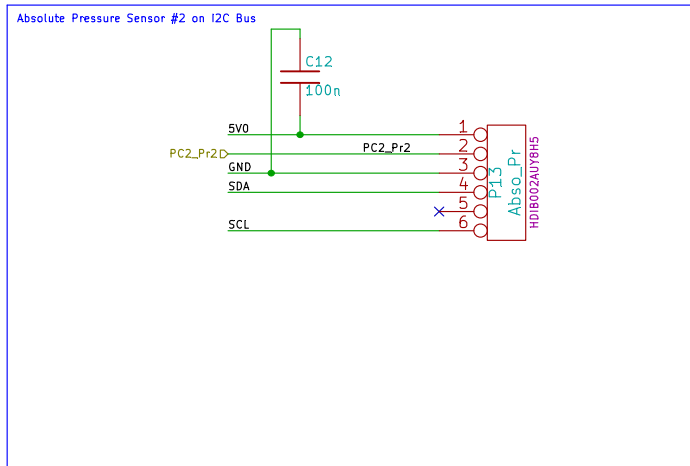 Absolute Pressure Sensor #2 on I2C Bus
C12
100n
5V0
1
PC2_Pr2
PC2_Pr2
2
GND
3
SDA
4
5
SCL
6
P13
Abso_Pr
HDIB002AUY8H5